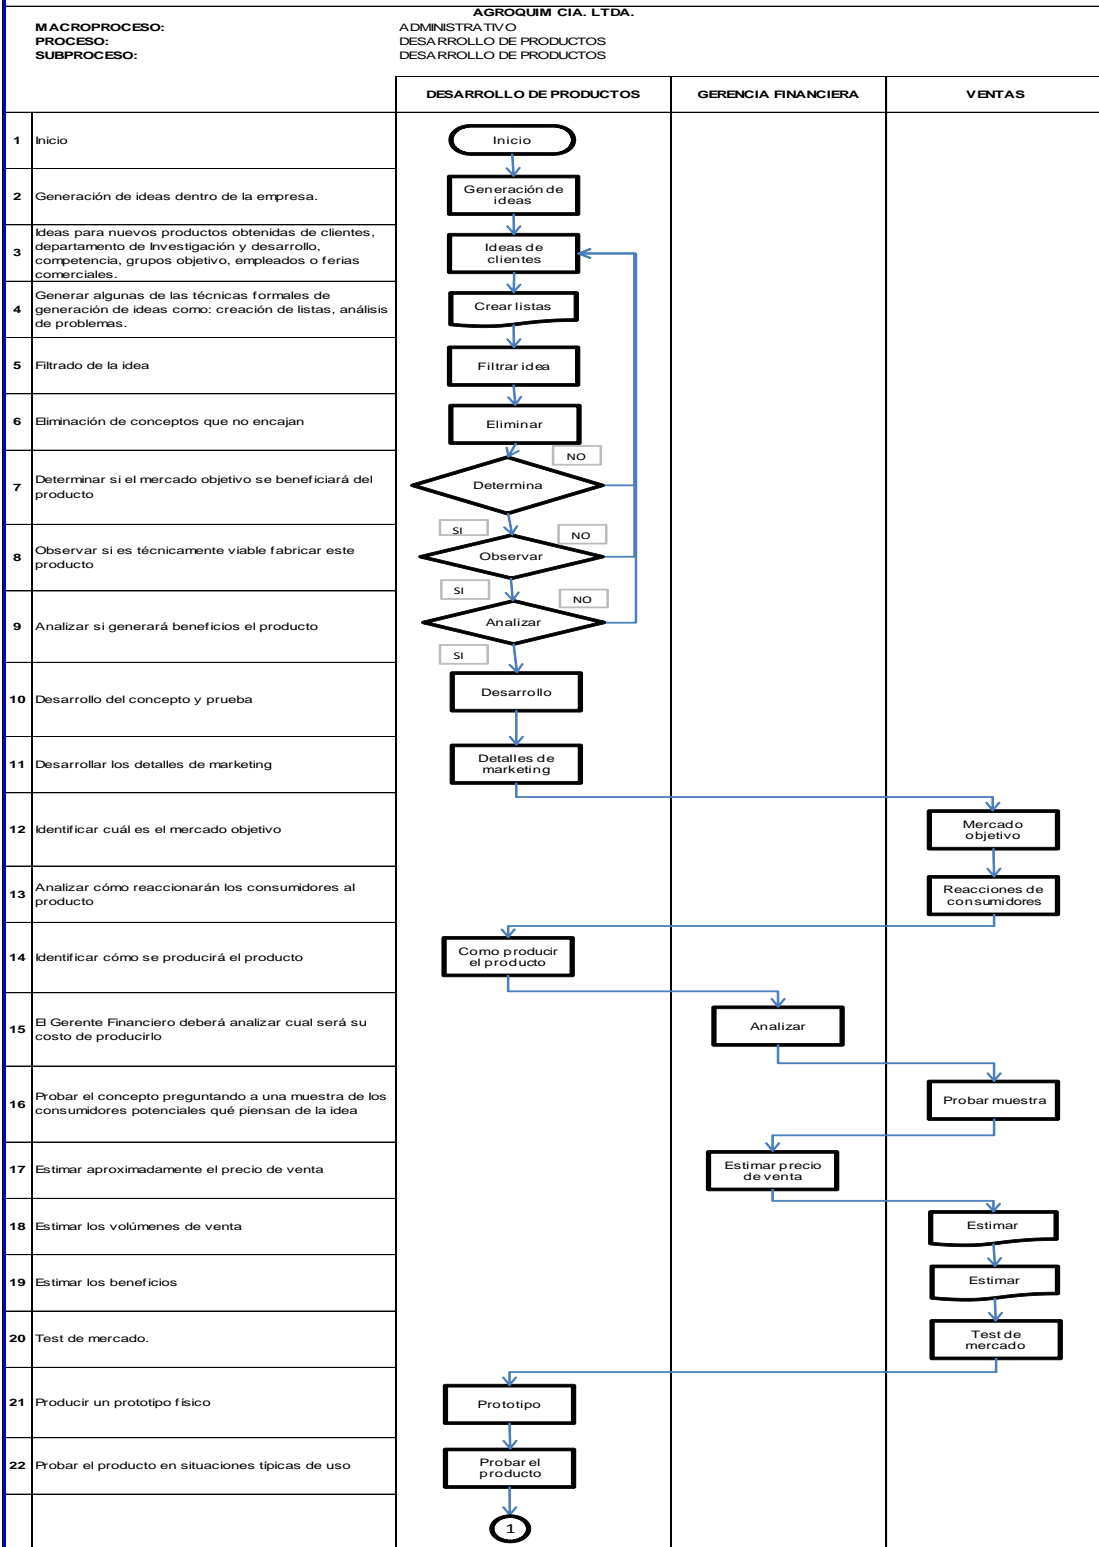 AGROQUIM CIA. LTDA.
MACROPROCESO: ADMINISTRATIVO
PROCESO: DESARROLLO DE PRODUCTOS
SUBPROCESO: DESARROLLO DE PRODUCTOS
DESARROLLO DE PRODUCTOS GERENCIA FINANCIERA VENTAS
1 Inicio
Inicio
2 Generación de ideas dentro de la empresa.
Generación de
ideas
3 Ideas para nuevos productos obtenidas de clientes,
departamento de Investigación y desarrollo,
competencia, grupos objetivo, empleados o ferias
comerciales.
Ideas de
clientes
4 Generar algunas de las técnicas formales de
generación de ideas como: creación de listas, análisis
de problemas.
Crear listas
5 Filtrado de la idea
Filtrar idea
6 Eliminación de conceptos que no encajan
Eliminar
NO
7 Determinar si el mercado objetivo se beneficiará del
producto
Determina
SI
NO
8 Observar si es técnicamente viable fabricar este
producto
Observar
SI
NO
9 Analizar si generará beneficios el producto
Analizar
SI
10 Desarrollo del concepto y prueba
Desarrollo
11 Desarrollar los detalles de marketing
Detalles de
marketing
12 Identificar cuál es el mercado objetivo
Mercado
objetivo
13 Analizar cómo reaccionarán los consumidores al
producto
Reacciones de
consumidores
14 Identificar cómo se producirá el producto
Como producir
el producto
15 El Gerente Financiero deberá analizar cual será su
costo de producirlo
Analizar
16 Probar el concepto preguntando a una muestra de los
consumidores potenciales qué piensan de la idea
Probar muestra
17 Estimar aproximadamente el precio de venta
Estimar precio
de venta
18 Estimar los volúmenes de venta
Estimar
19 Estimar los beneficios
Estimar
20 Test de mercado.
Test de
mercado
21 Producir un prototipo físico
Prototipo
22 Probar el producto en situaciones típicas de uso
Probar el
producto
1